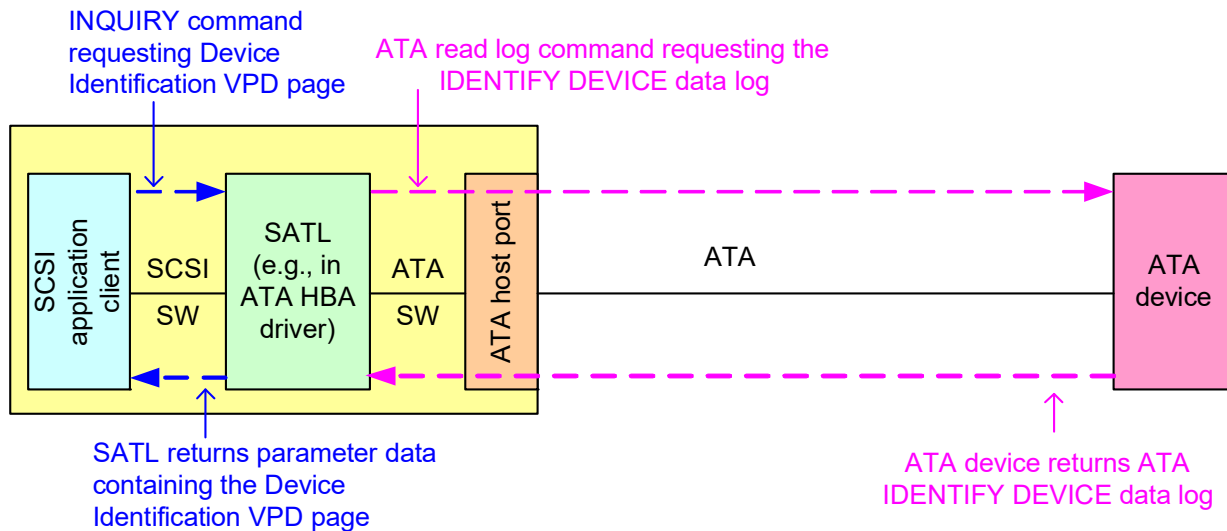 INQUIRY command
requesting Device
Identification VPD page
ATA read log command requesting the
IDENTIFY DEVICE data log
SCSI
application
client
SCSI
SW
SATL
(e.g., in
ATA HBA
driver)
ATA
SW
ATA host port
ATA
ATA
device
SATL returns parameter data
containing the Device
Identification VPD page
ATA device returns ATA
IDENTIFY DEVICE data log